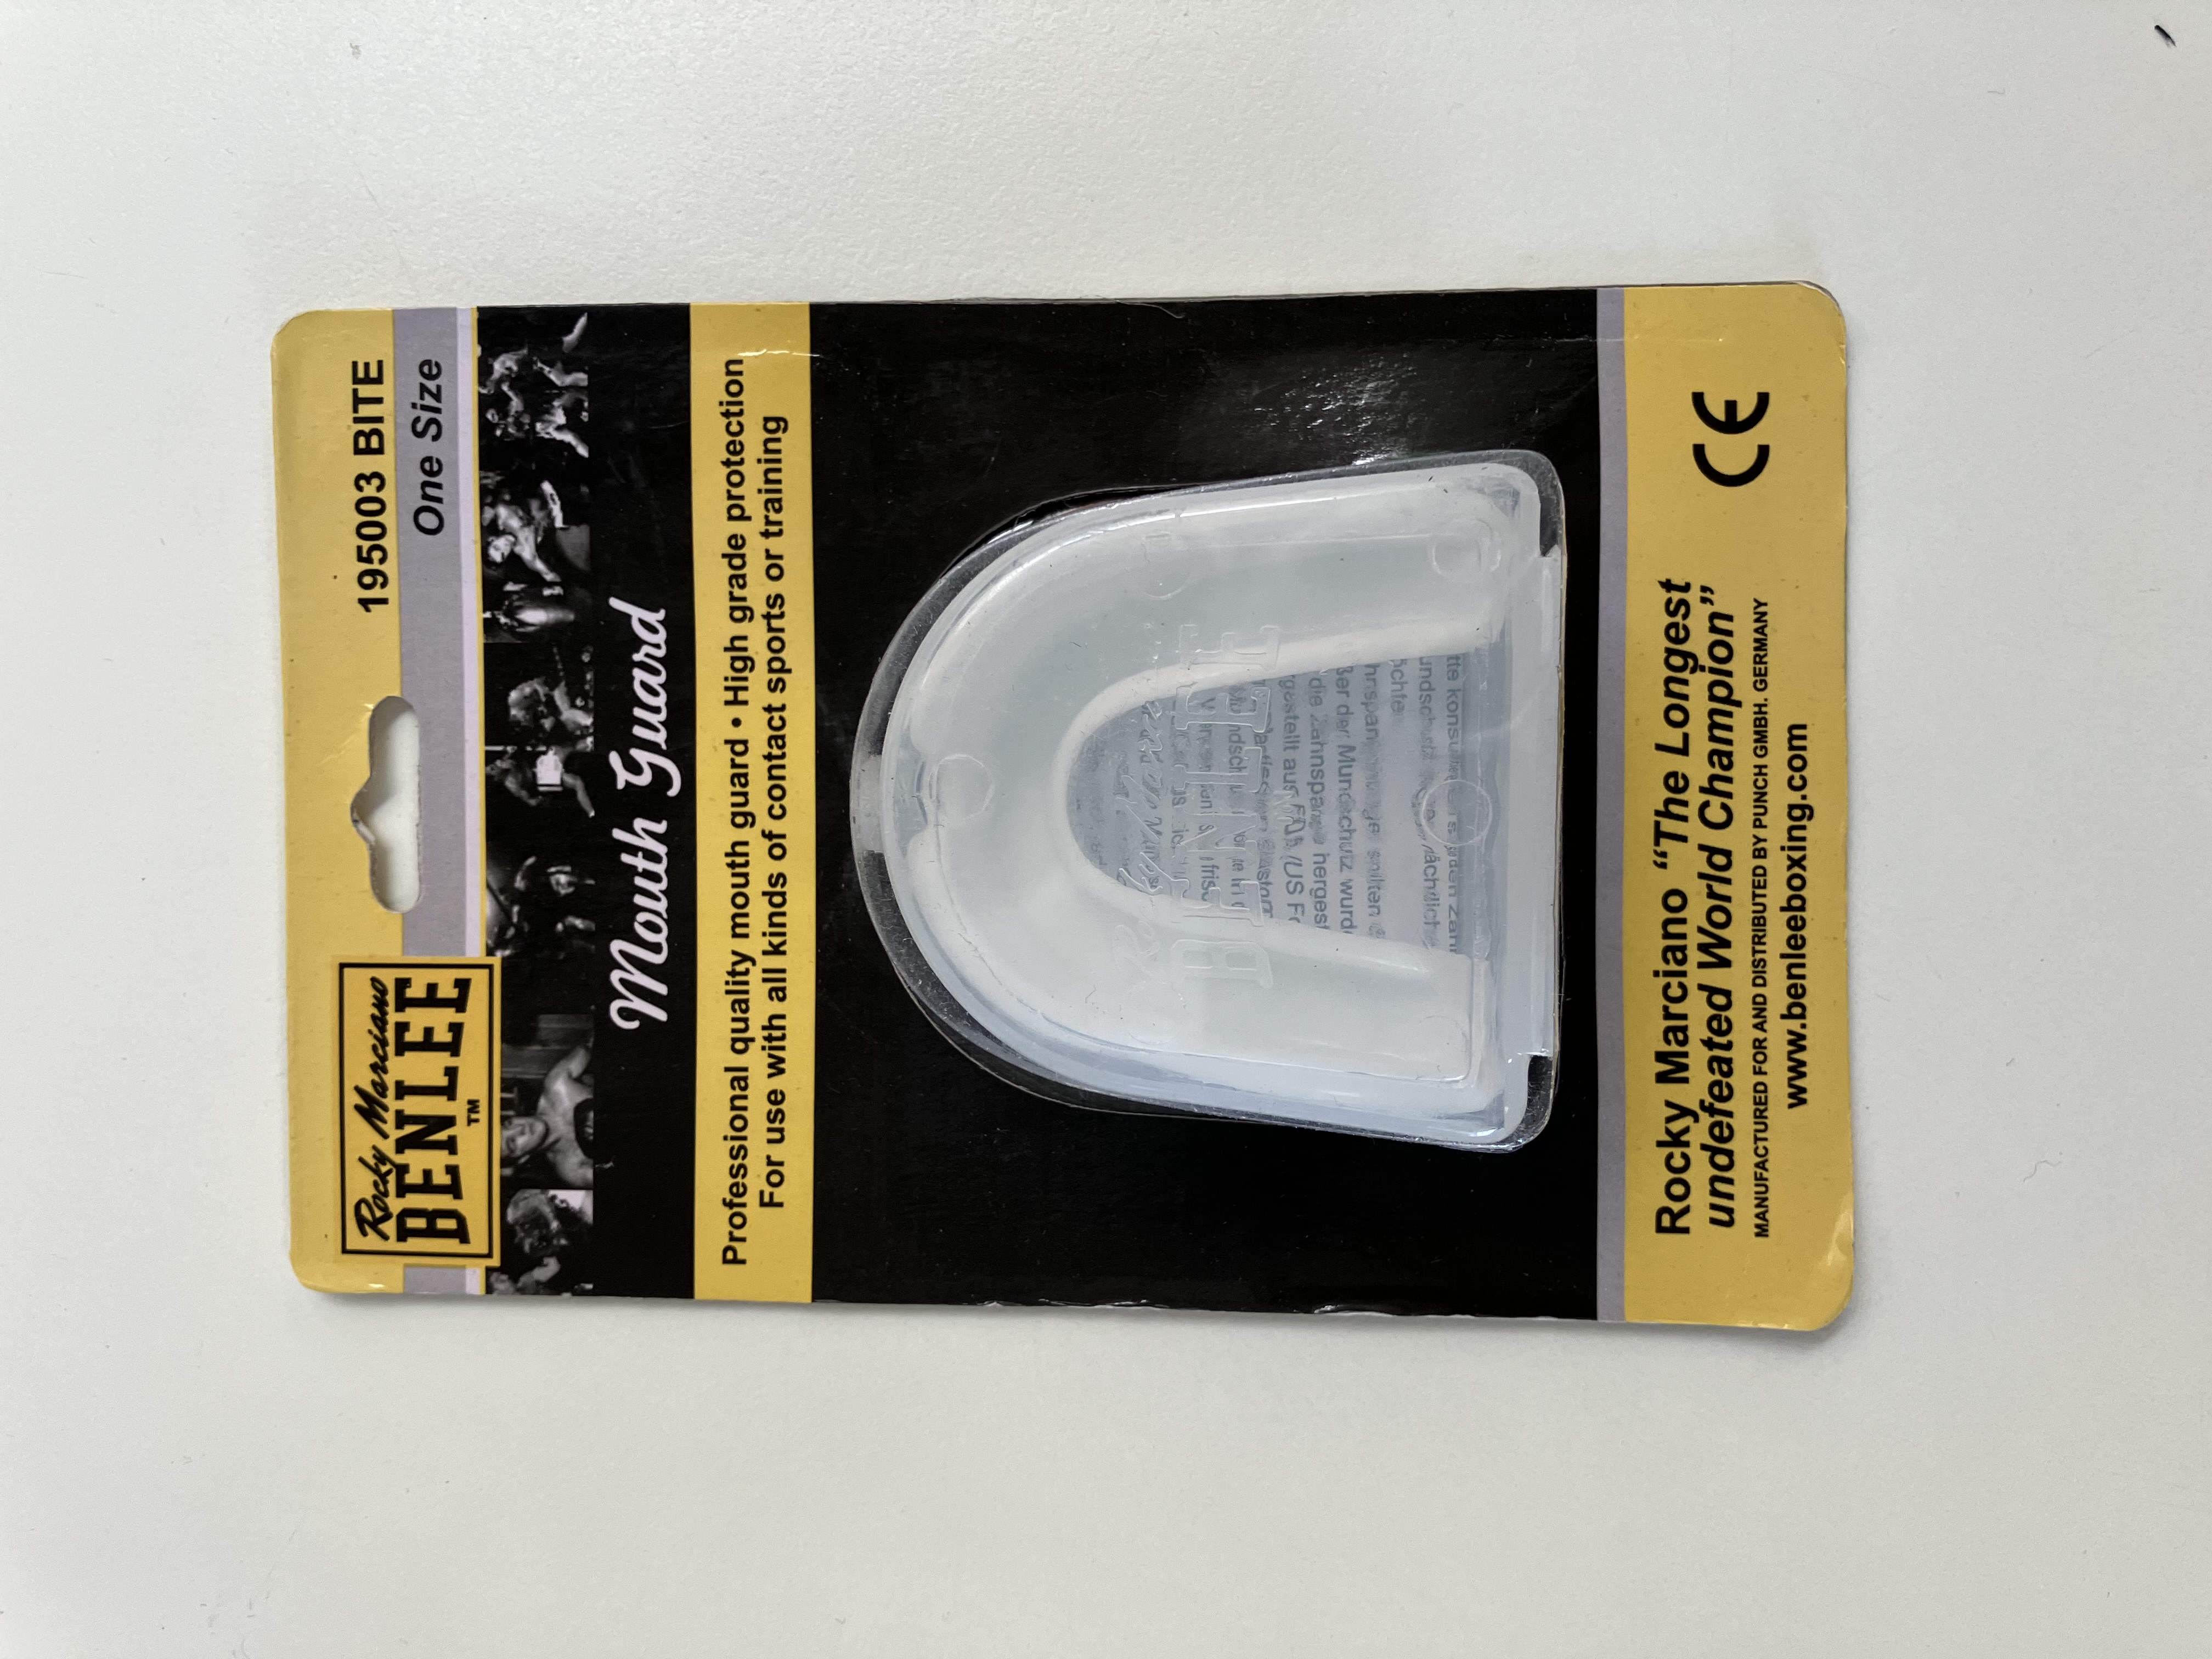 195003 BITE
One Size
Rocky Marciano
BENLEE
TM
Mouth Guard
Professional quality mouth guard • High grade protection
For use with all kinds of contact sports or training
BENLEE
Rocky Marciano “The Longest
undefeated World Champion”
MANUFACTURED FOR AND DISTRIBUTED BY PUNCH GMBH. GERMANY
www.benleeboxing.com
CE